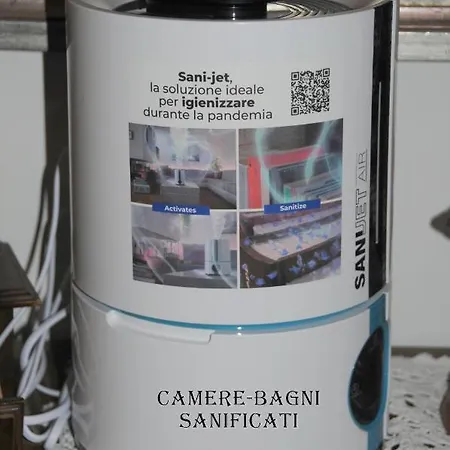 Sani-jet,
la soluzione ideale
per igienizzare
durante la pandemia
Activates
Sanitize
SANIJET AIR
CAMERE-BAGNI
SANIFICATI